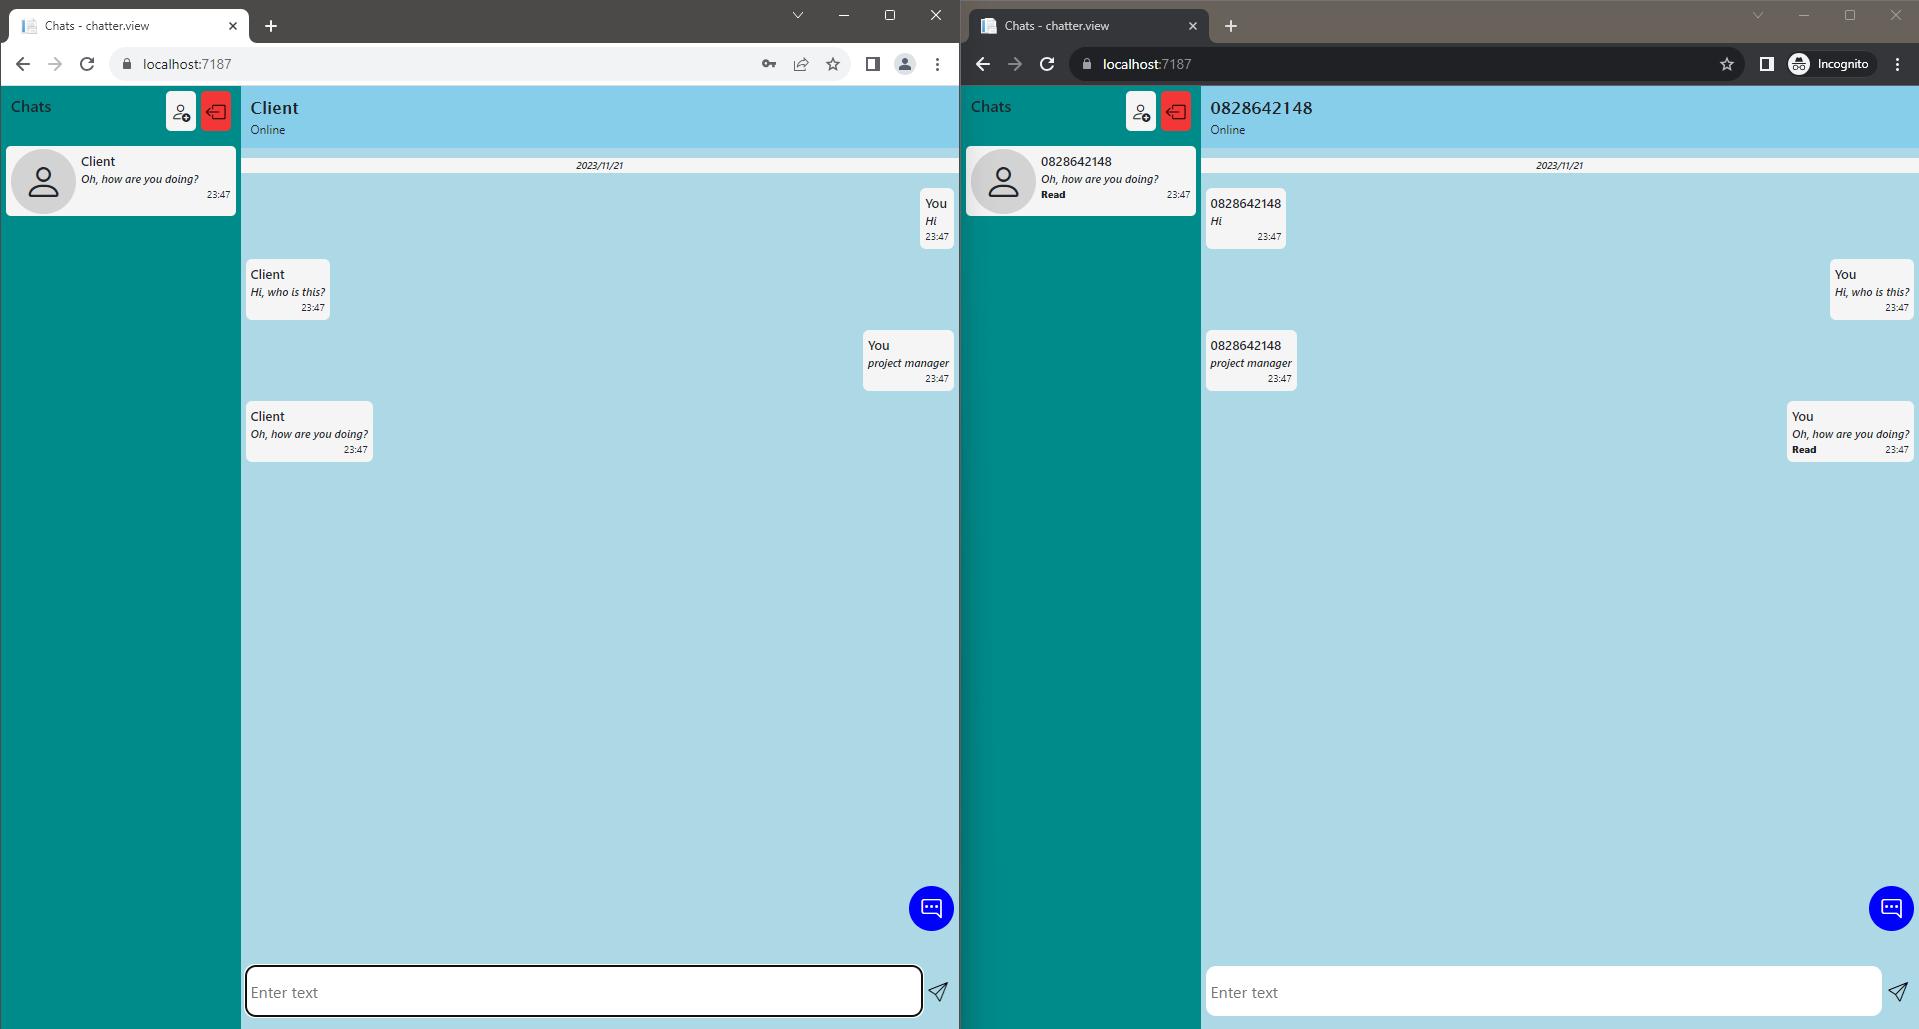 Chats - chatter.view
localhost:7187
Chats
Client
Oh, how are you doing?
23:47
Client
Online
2023/11/21
You
Hi
23:47
Client
Hi, who is this?
23:47
You
project manager
23:47
Client
Oh, how are you doing?
23:47
Enter text
Chats - chatter.view
localhost:7187
Incognito
Chats
0828642148
Oh, how are you doing?
Read 23:47
0828642148
Online
2023/11/21
0828642148
Hi
23:47
You
Hi, who is this?
23:47
0828642148
project manager
23:47
You
Oh, how are you doing?
Read 23:47
Enter text